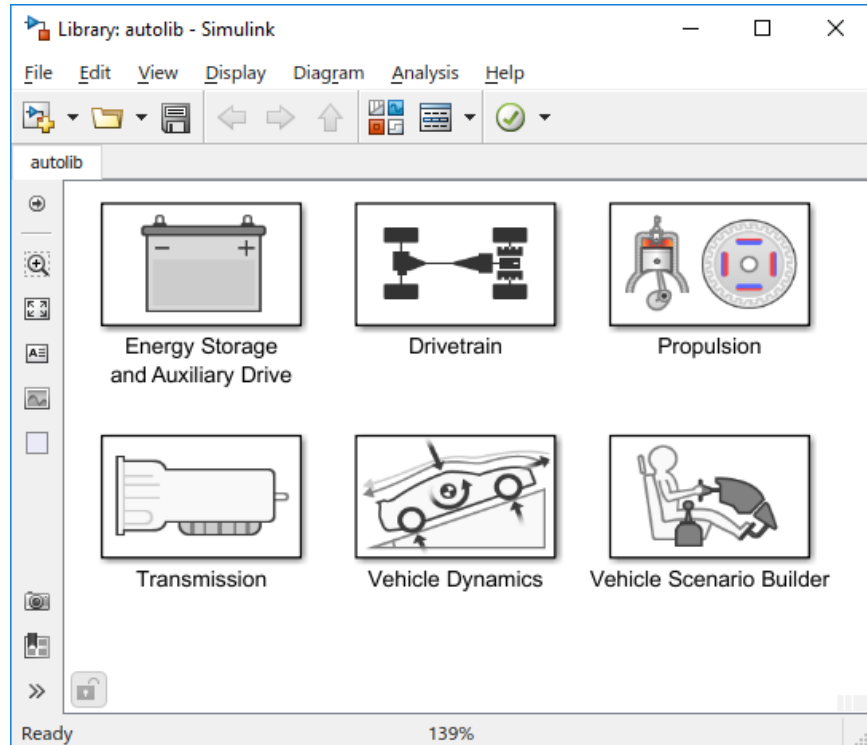 Library: autolib - Simulink
File Edit View Display Diagram Analysis Help
autolib
Energy Storage
and Auxiliary Drive
Drivetrain
Propulsion
Transmission
Vehicle Dynamics
Vehicle Scenario Builder
Ready 139%